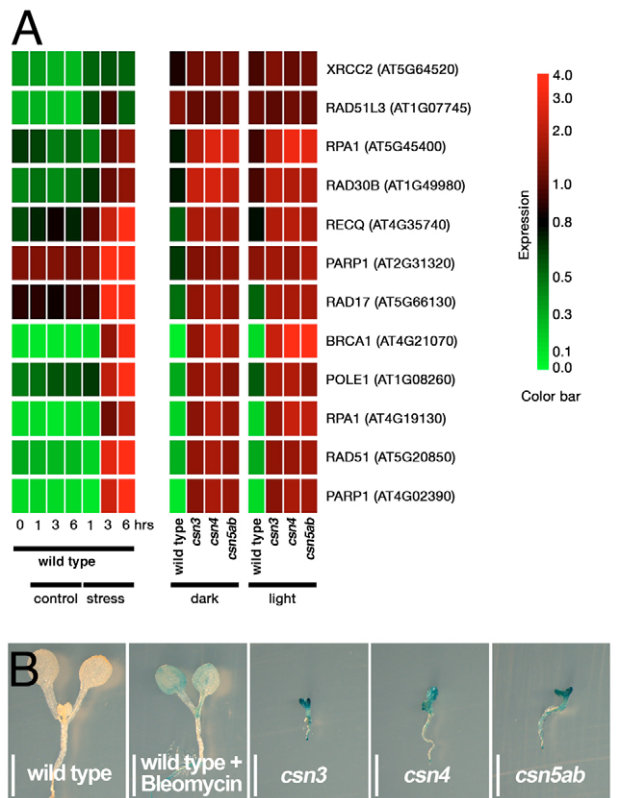 A
XRCC2 (AT5G64520)
RAD51L3 (AT1G07745)
RPA1 (AT5G45400)
RAD30B (AT1G49980)
RECQ (AT4G35740)
PARP1 (AT2G31320)
RAD17 (AT5G66130)
BRCA1 (AT4G21070)
POLE1 (AT1G08260)
RPA1 (AT4G19130)
RAD51 (AT5G20850)
PARP1 (AT4G02390)
4.0
3.0
2.0
1.0
0.8
0.5
0.3
0.1
0.0
Expression
Color bar
0 1 3 6 1 3 6 hrs
wild type
control stress
wild type
csn3
csn4
csn5ab
wild type
csn3
csn4
csn5ab
dark
light
B
wild type
wild type +
Bleomycin
csn3
csn4
csn5ab